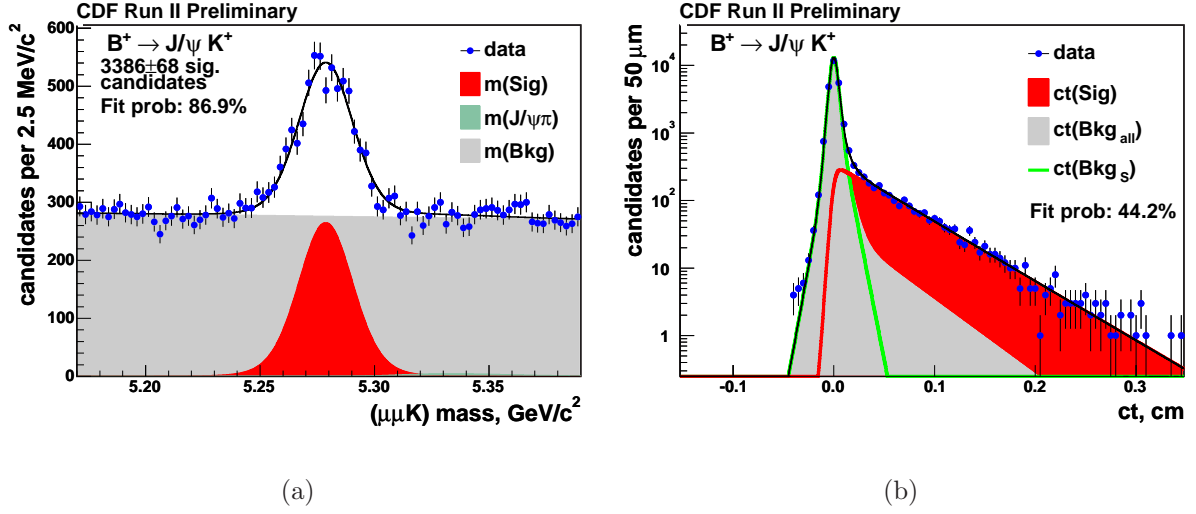 CDF Run II Preliminary
B⁺ → J/ψ K⁺
3386±68 sig.
candidates
Fit prob: 86.9%
data
m(Sig)
m(J/ψπ)
m(Bkg)
candidates per 2.5 MeV/c²
600
500
400
300
200
100
0
5.20
5.26
5.30
5.35
(μμK) mass, GeV/c²
(a)
CDF Run II Preliminary
B⁺ → J/ψ K⁺
data
ct(Sig)
ct(Bkg_all)
ct(Bkg_S)
Fit prob: 44.2%
candidates per 50 μm
10⁴
10³
10²
10
1
-0.1
0.0
0.1
0.2
0.3
ct, cm
(b)